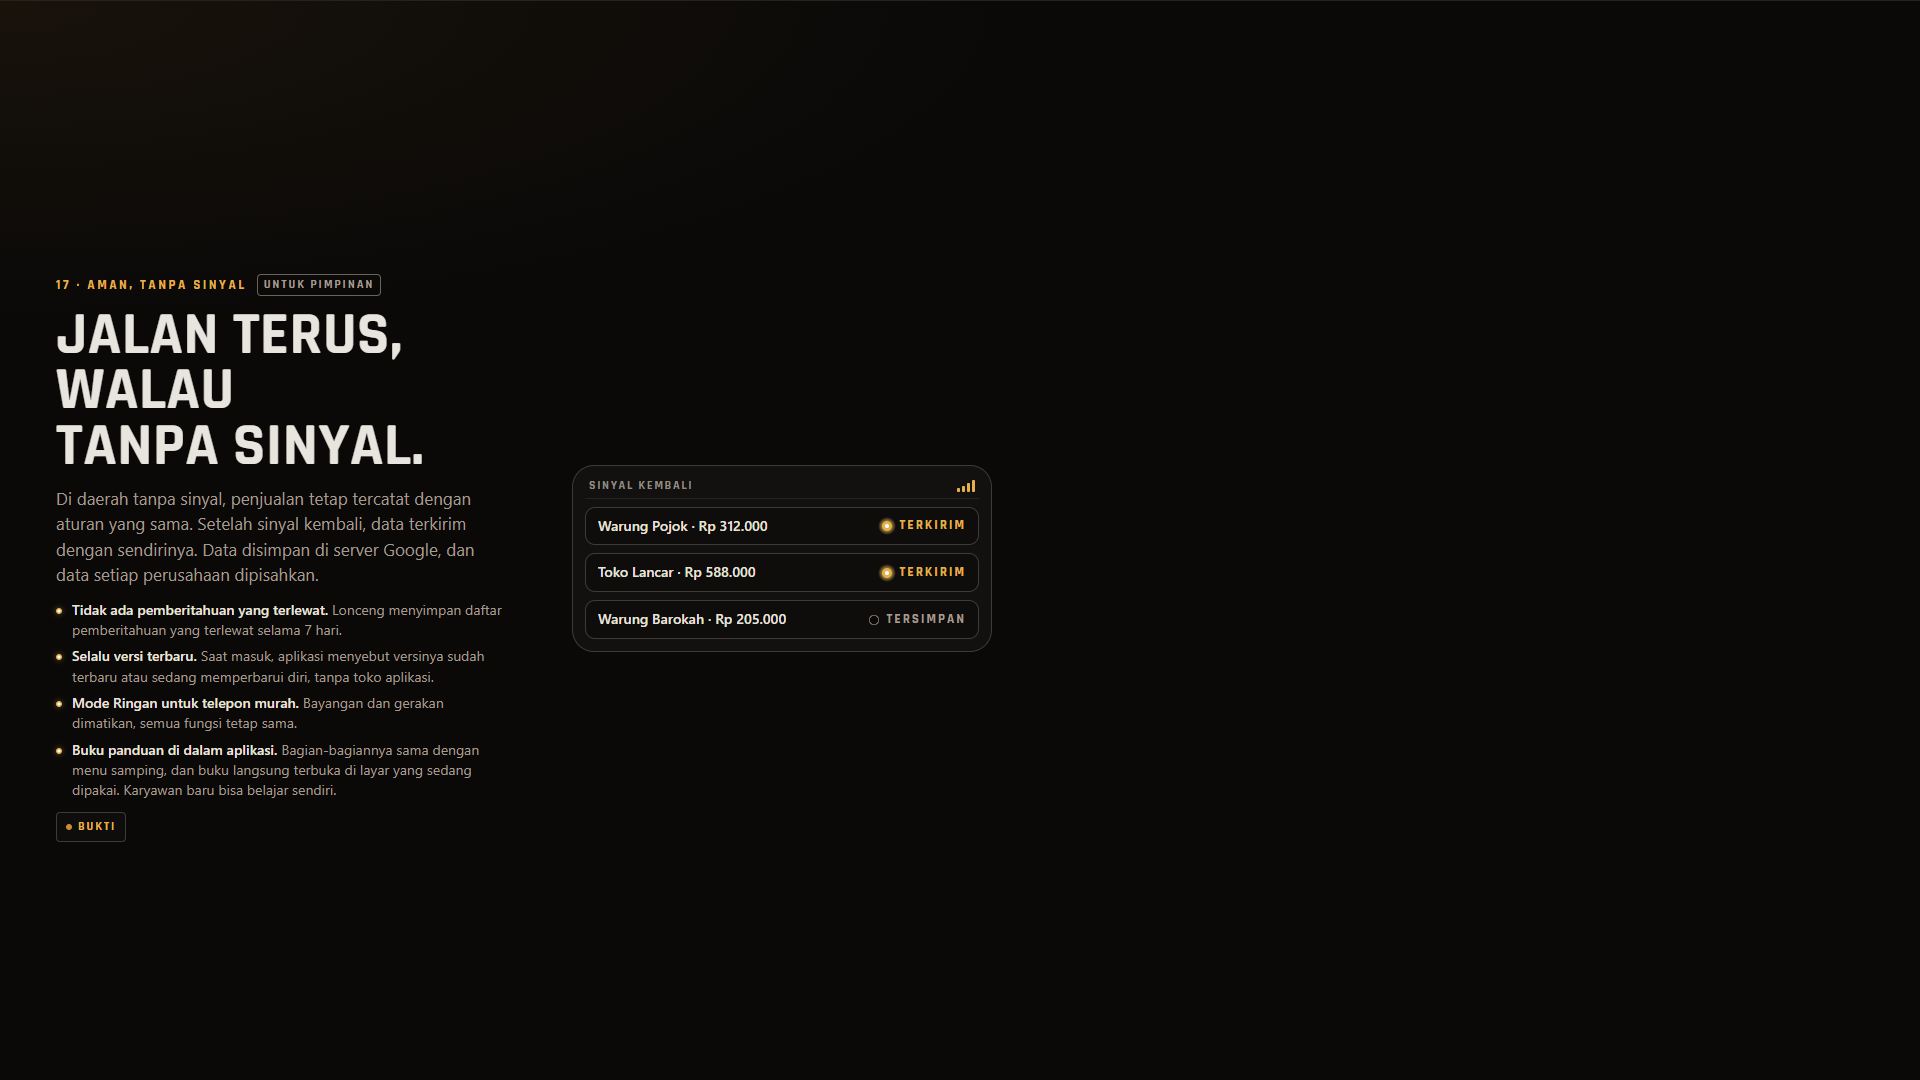 17 · AMAN, TANPA SINYAL UNTUK PIMPINAN
JALAN TERUS,
WALAU
TANPA SINYAL.
Di daerah tanpa sinyal, penjualan tetap tercatat dengan
aturan yang sama. Setelah sinyal kembali, data terkirim
dengan sendirinya. Data disimpan di server Google, dan
data setiap perusahaan dipisahkan.
Tidak ada pemberitahuan yang terlewat. Lonceng menyimpan daftar
pemberitahuan yang terlewat selama 7 hari.
Selalu versi terbaru. Saat masuk, aplikasi menyebut versinya sudah
terbaru atau sedang memperbarui diri, tanpa toko aplikasi.
Mode Ringan untuk telepon murah. Bayangan dan gerakan
dimatikan, semua fungsi tetap sama.
Buku panduan di dalam aplikasi. Bagian-bagiannya sama dengan
menu samping, dan buku langsung terbuka di layar yang sedang
dipakai. Karyawan baru bisa belajar sendiri.
BUKTI
SINYAL KEMBALI
Warung Pojok · Rp 312.000 TERKIRIM
Toko Lancar · Rp 588.000 TERKIRIM
Warung Barokah · Rp 205.000 TERSIMPAN